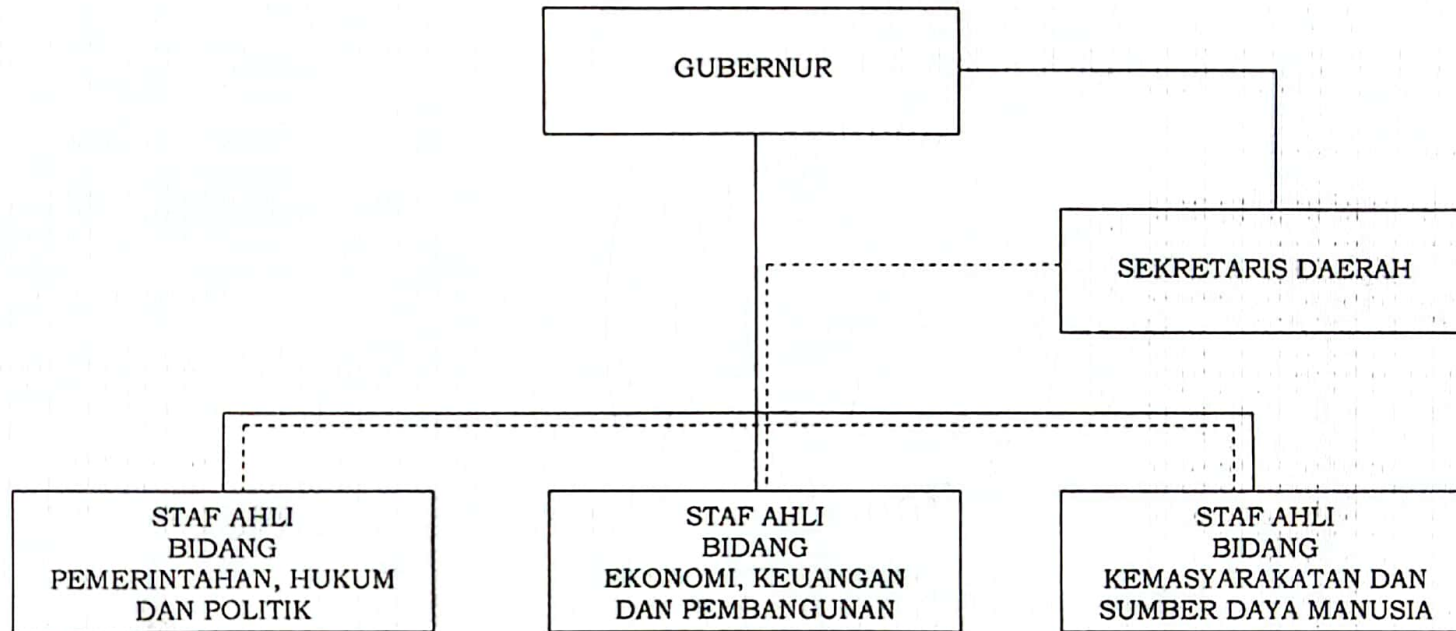 GUBERNUR
SEKRETARIS DAERAH
STAF AHLI
BIDANG
PEMERINTAHAN, HUKUM
DAN POLITIK
STAF AHLI
BIDANG
EKONOMI, KEUANGAN
DAN PEMBANGUNAN
STAF AHLI
BIDANG
KEMASYARAKATAN DAN
SUMBER DAYA MANUSIA